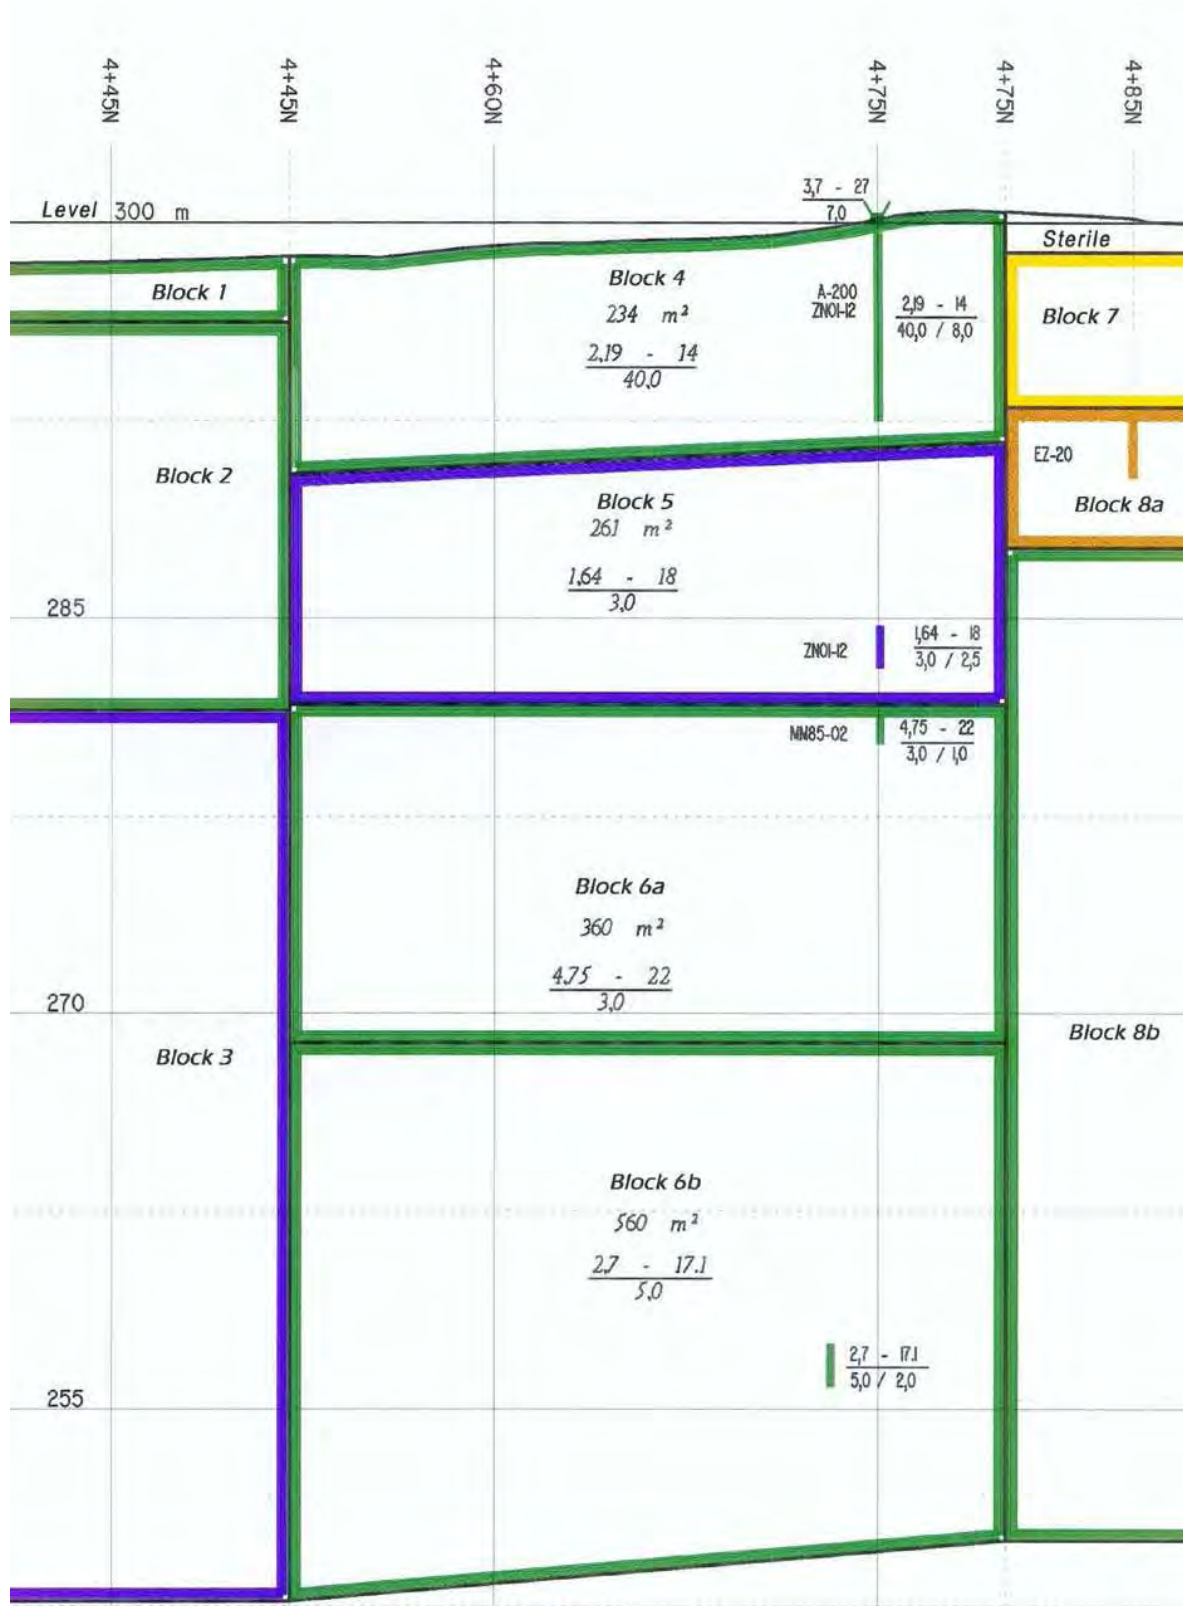 4+45N 4+45N 4+60N 4+75N 4+75N 4+85N
3,7 - 27
7,0
Level 300 m
Sterile
Block 1
Block 4
234 m²
2,19 - 14
40,0
A-200
ZN01-12
2,19 - 14
40,0 / 8,0
Block 7
Block 2
EZ-20
Block 8a
Block 5
261 m²
1,64 - 18
3,0
285
ZN01-12
1,64 - 18
3,0 / 2,5
MN85-02
4,75 - 22
3,0 / 1,0
Block 6a
360 m²
4.75 - 22
3,0
270
Block 3
Block 8b
Block 6b
560 m²
2,7 - 17.1
5,0
2,7 - 17.1
5,0 / 2,0
255